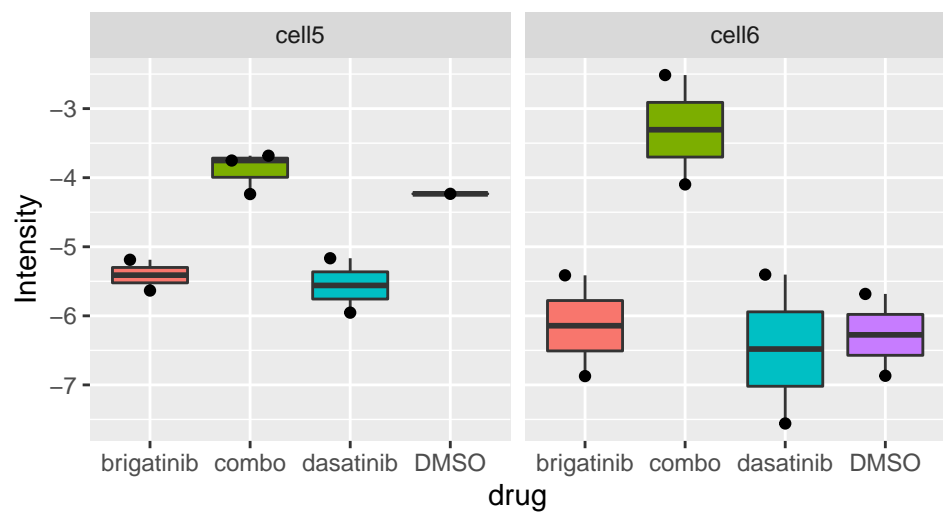 cell5 cell6
Intensity
−3
−4
−5
−6
−7
brigatinib combo dasatinib DMSO brigatinib combo dasatinib DMSO
drug